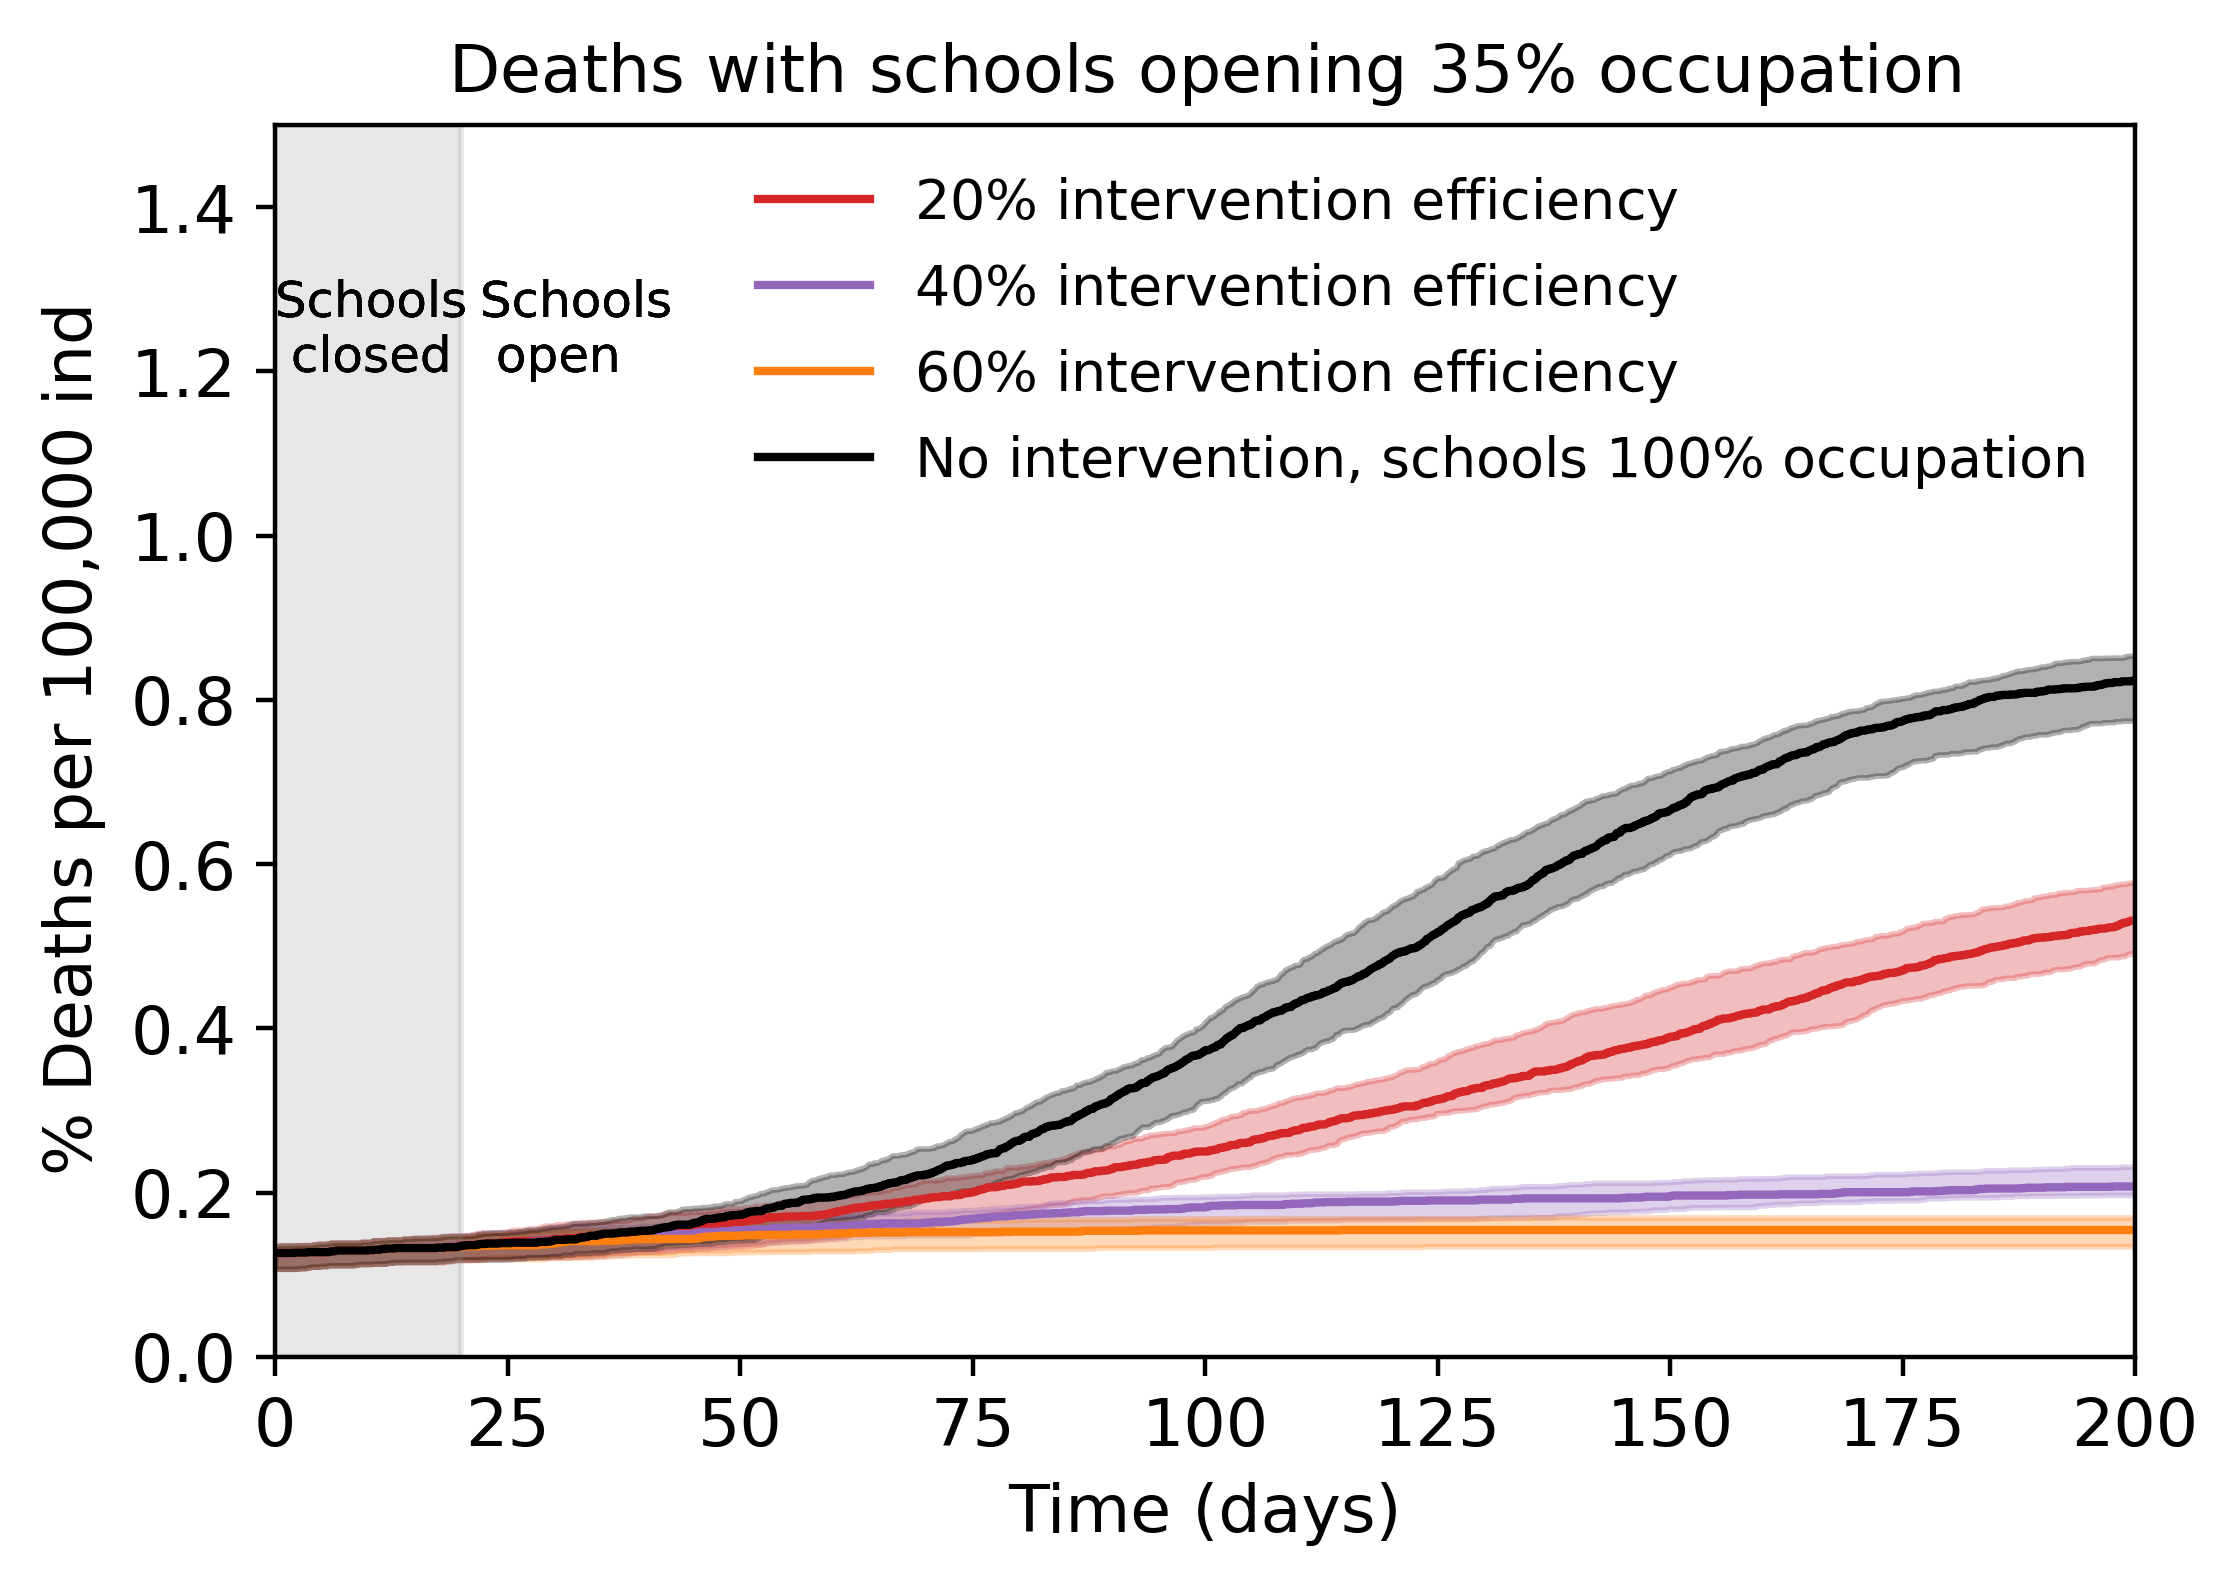 Deaths with schools opening 35% occupation
% Deaths per 100,000 ind
1.4
1.2
1.0
0.8
0.6
0.4
0.2
0.0
Schools
closed
Schools
open
20% intervention efficiency
40% intervention efficiency
60% intervention efficiency
No intervention, schools 100% occupation
0 25 50 75 100 125 150 175 200
Time (days)